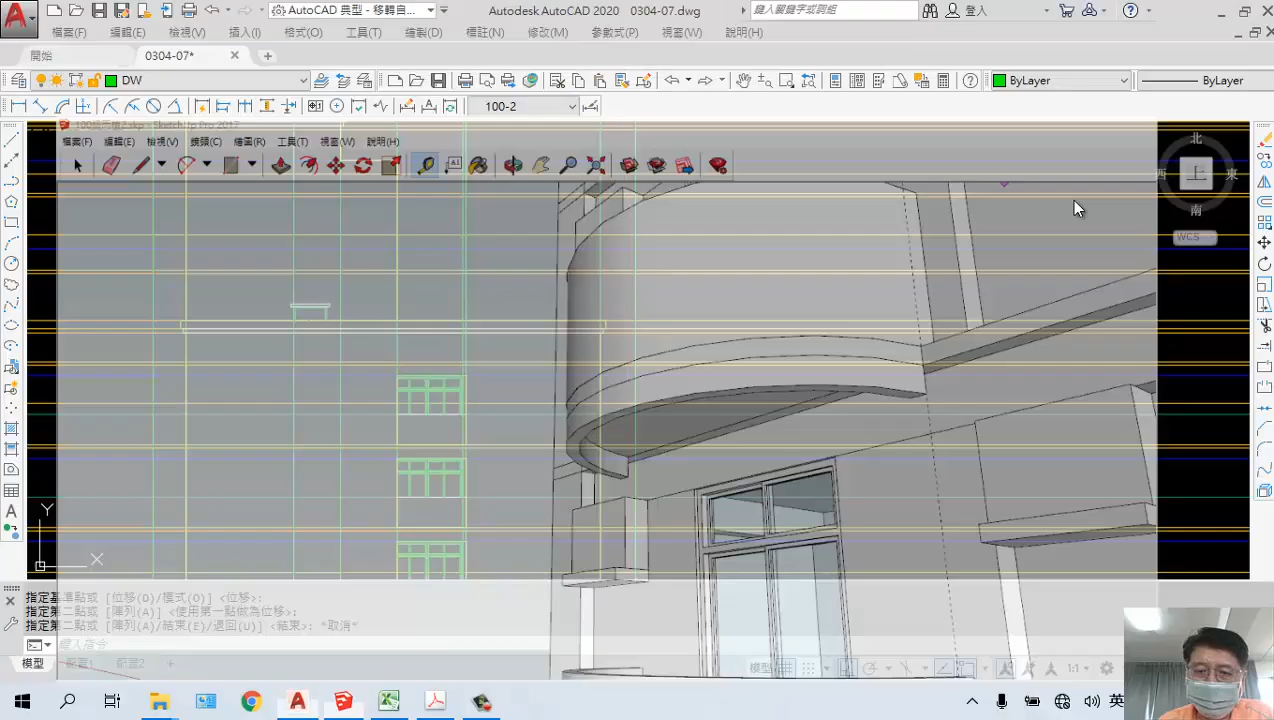 AutoCAD 典型 - 移轉自... Autodesk AutoCAD 2020 0304-07.dwg 鍵入關鍵字或詞組 登入
檔案(F) 編輯(E) 檢視(V) 插入(I) 格式(O) 工具(T) 繪製(D) 標註(N) 修改(M) 參數式(P) 視窗(W) 說明(H)
開始 0304-07*
DW ByLayer ByLayer
100-2
SketchUp Pro 2017
檔案(F) 編輯(E) 檢視(V) 鏡頭(C) 繪圖(R) 工具(T) 視窗(W) 說明(H)
A1
北
西 上 東
南
WCS
Y
X
指定基準點或 [位移(D)/模式(O)] <位移>:
指定第二點或 [陣列(A)] <使用第一點做為位移>:
指定第二點或 [陣列(A)/結束(E)/退回(U)] <結束>: *取消*
鍵入指令
模型 配置1 配置2 模型 1:1
英